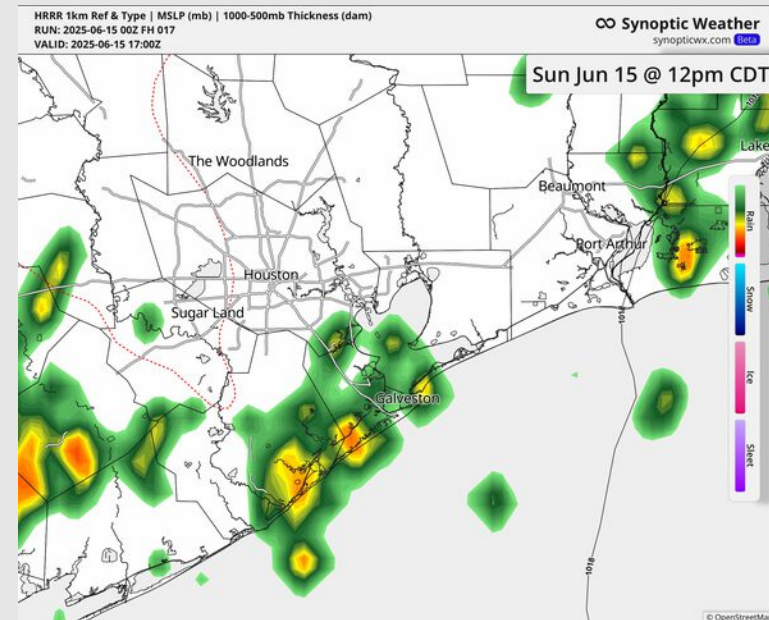 HRRR 1km Ref & Type | MSLP (mb) | 1000-500mb Thickness (dam)
RUN: 2025-06-15 00Z FH 017
VALID: 2025-06-15 17:00Z
Synoptic Weather
synopticwx.com Beta
Sun Jun 15 @ 12pm CDT
The Woodlands
Lake
Beaumont
Port Arthur
Houston
Sugar Land
Galveston
1018
1018
Rain
Snow
Ice
Sleet
© OpenStreetMa